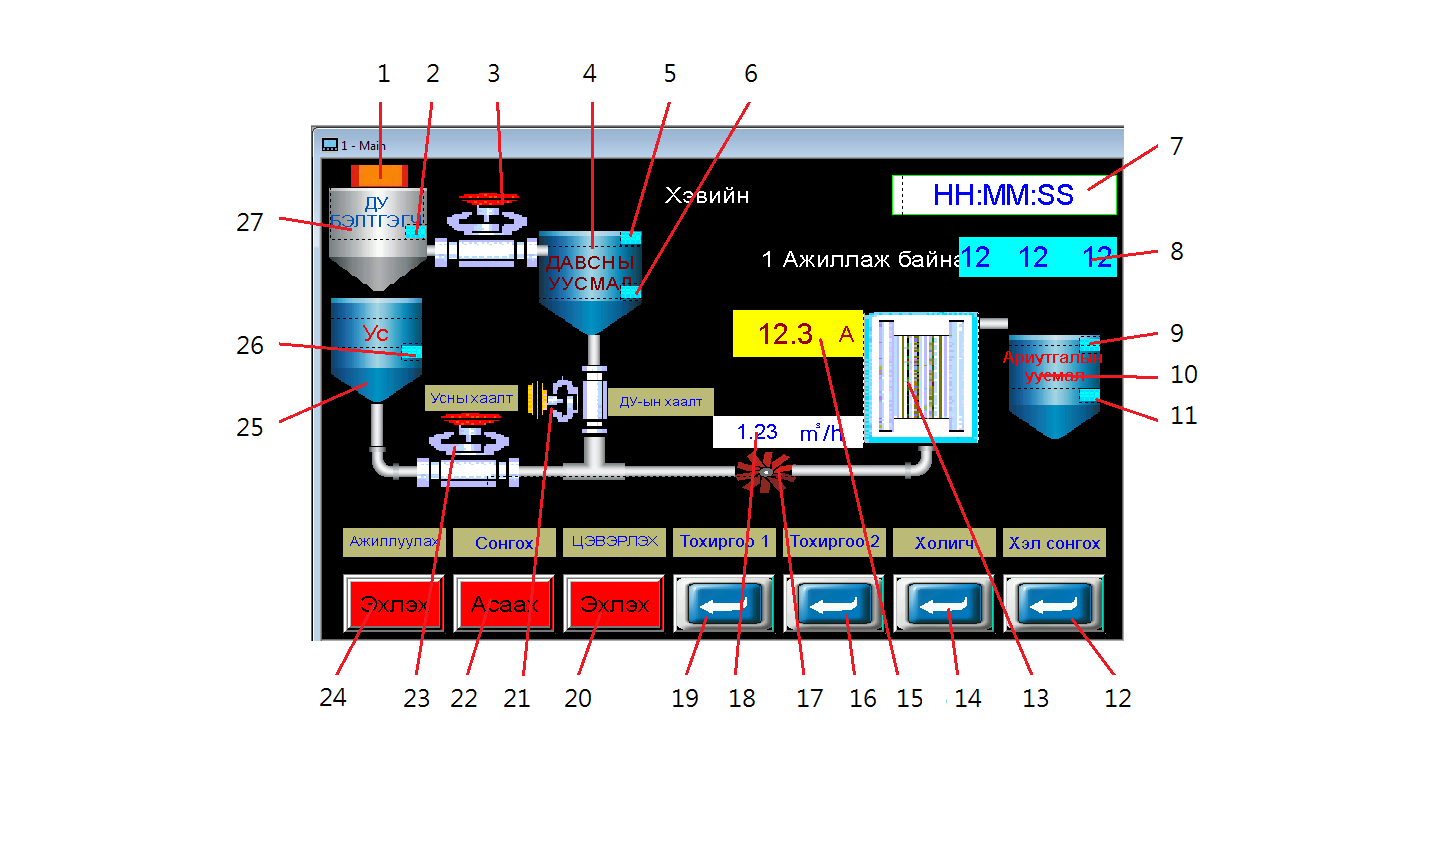 1 2 3 4 5 6
1 - Main
7
Хэвийн
HH:MM:SS
ДУ
БЭЛТГЭГЧ
27
8
1 Ажиллаж байна
12 12 12
ДАВСНЫ
УУСМАЛ
12.3 A
Ус
26
9
Ариутгалын
уусмал
10
25
11
Усны хаалт
ДУ-ын хаалт
1.23 m³/h
Ажиллуулах
Сонгох
ЦЭВЭРЛЭХ
Тохиргоо 1
Тохиргоо 2
Холигч
Хэл сонгох
Эхлэх
Асаах
Эхлэх
24 23 22 21 20 19 18 17 16 15 14 13 12